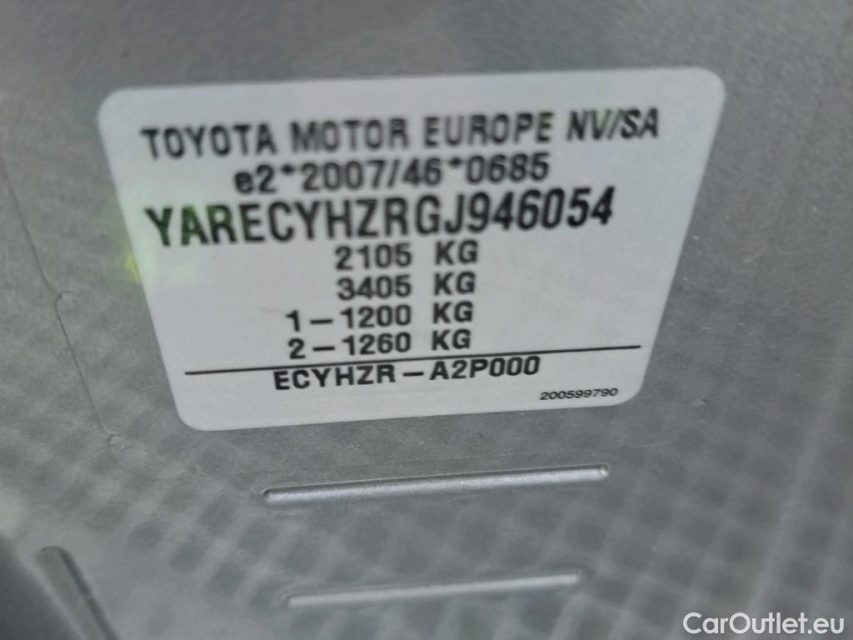 TOYOTA MOTOR EUROPE NV/SA
e2*2007/46*0685
YARECYHZRGJ946054
2105 KG
3405 KG
1-1200 KG
2-1260 KG
ECYHZR-A2P000
200599790
CarOutlet.eu